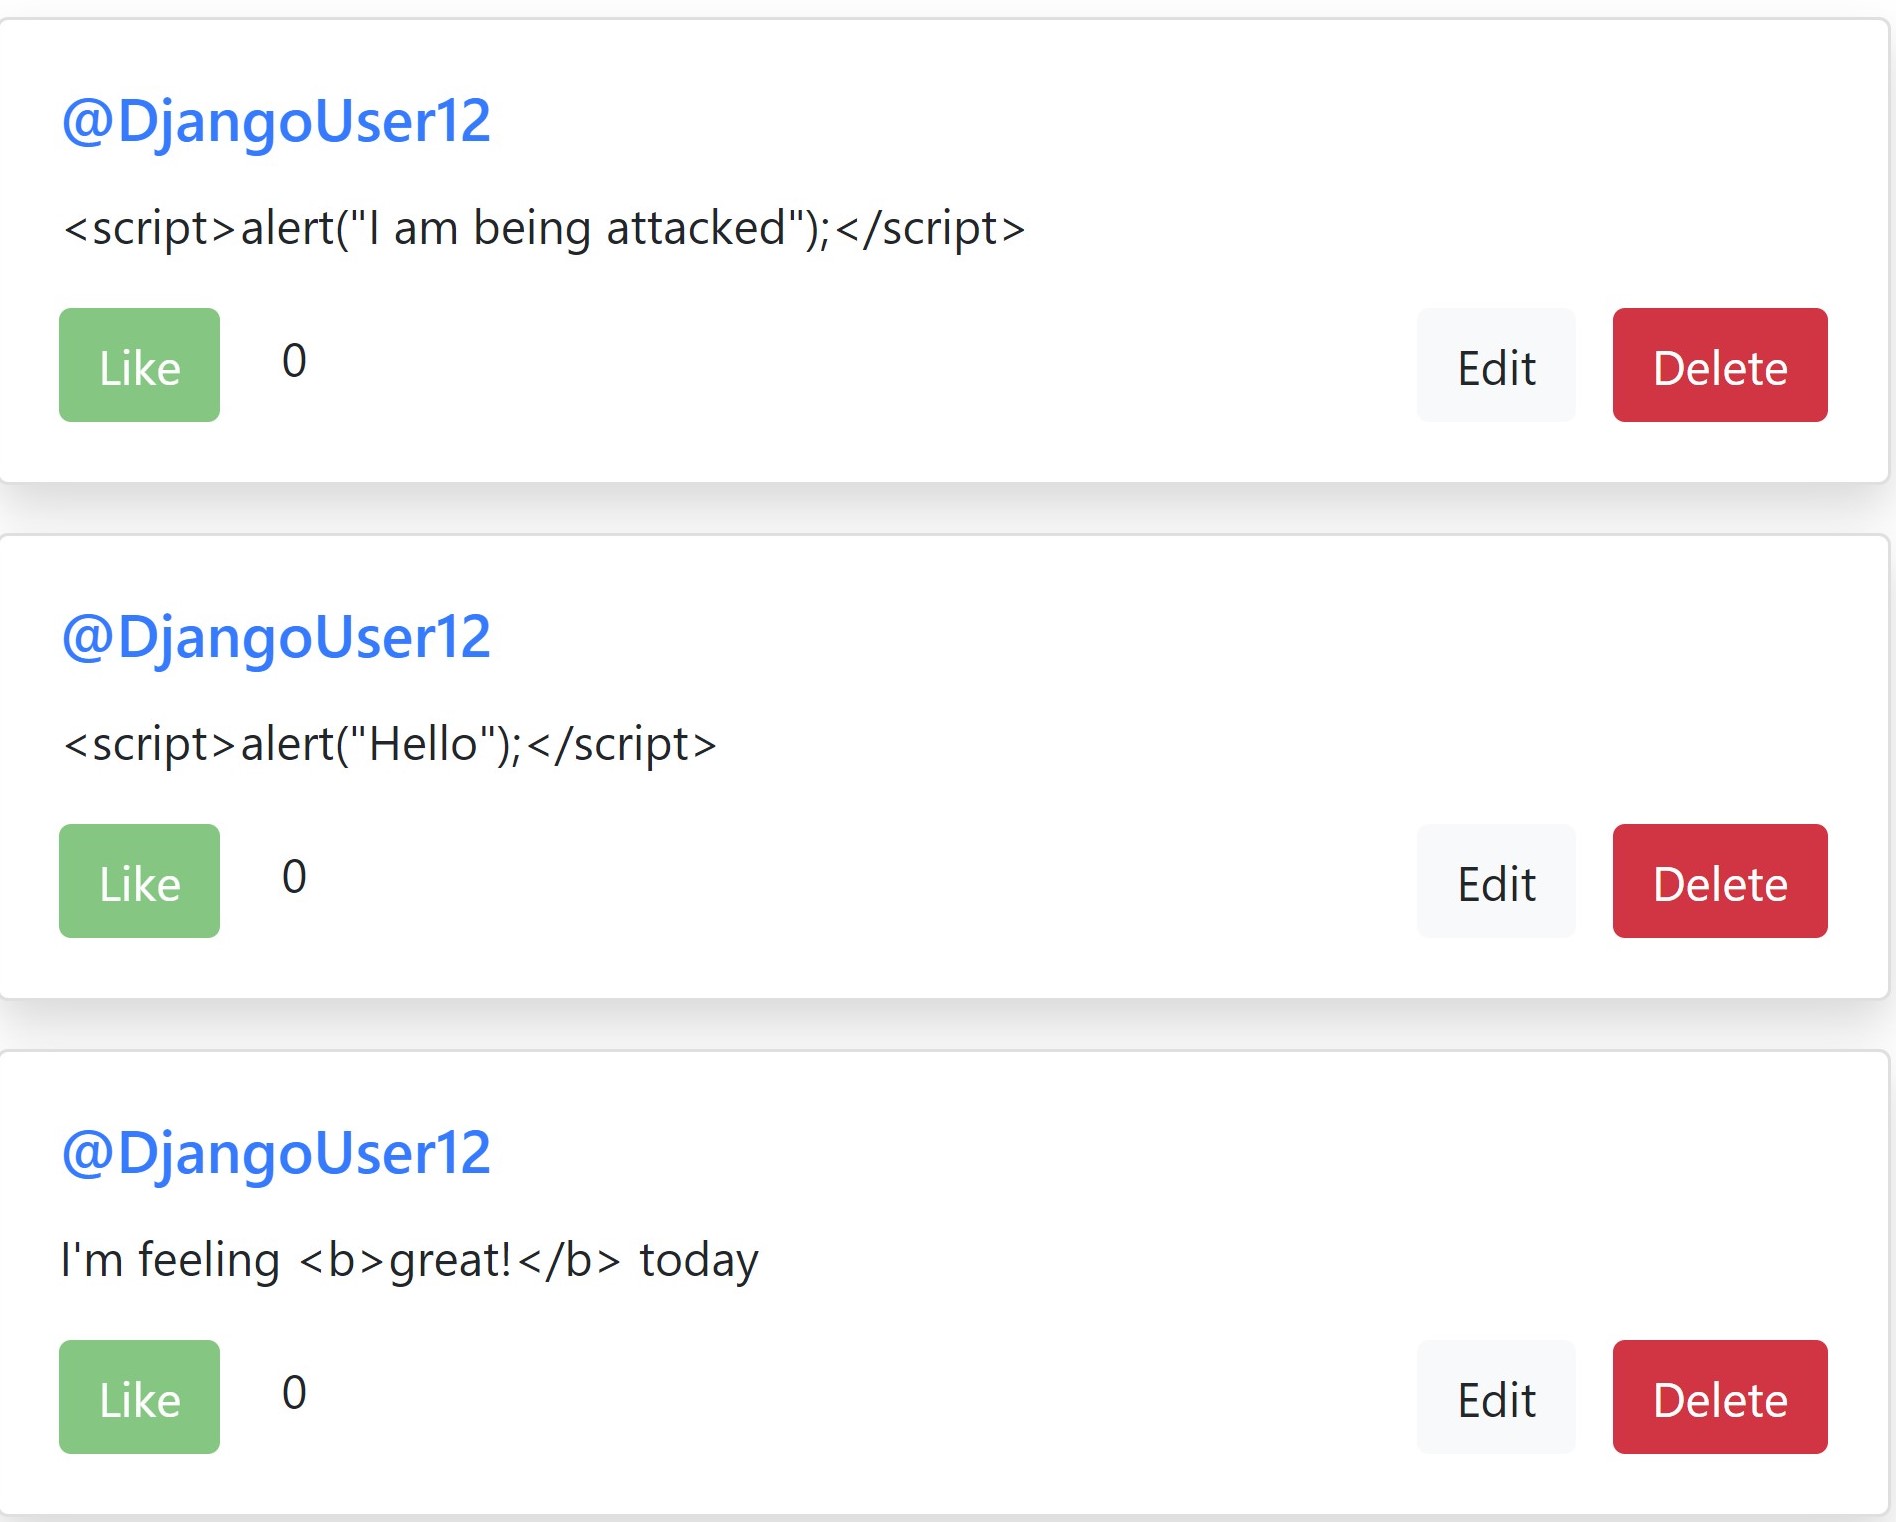 @DjangoUser12
<script>alert("I am being attacked");</script>
Like 0 Edit Delete
@DjangoUser12
<script>alert("Hello");</script>
Like 0 Edit Delete
@DjangoUser12
I'm feeling <b>great!</b> today
Like 0 Edit Delete